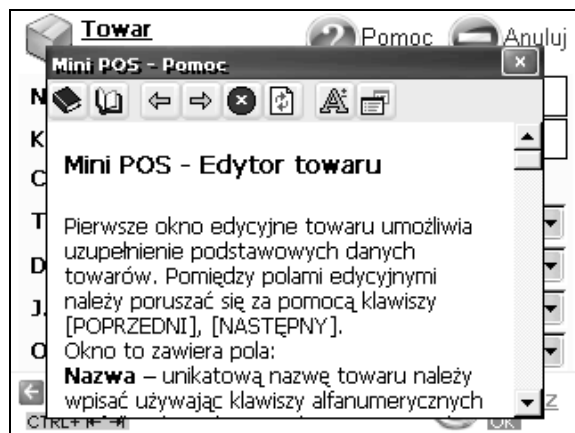 Towar
Pomoc
Anuluj
Mini POS - Pomoc
N
K
C
T
D
J.
O
Mini POS - Edytor towaru
Pierwsze okno edycyjne towaru umożliwia
uzupełnienie podstawowych danych
towarów. Pomiędzy polami edycyjnymi
należy poruszać się za pomocą klawiszy
[POPRZEDNI], [NASTĘPNY].
Okno to zawiera pola:
Nazwa – unikatową nazwę towaru należy
wpisać używając klawiszy alfanumerycznych
z
CTRL+
OK